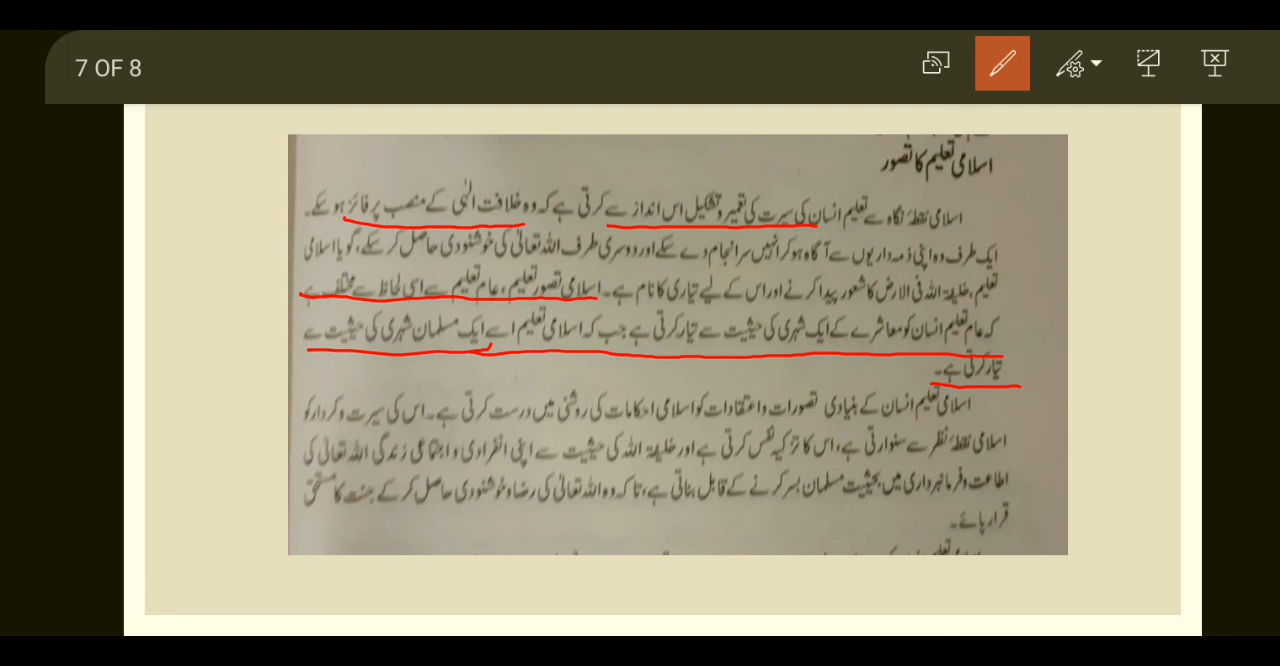 7 OF 8
اسلامی تعلیم کا تصور
اسلامی نقطۂ نگاہ سے تعلیم انسان کی سیرت کی تعمیر و تشکیل اس انداز سے کرتی ہے کہ وہ خلافت الٰہی کے منصب پر فائز ہو سکے۔
ایک طرف وہ اپنی ذمہ داریوں سے آگاہ ہو کر انہیں سر انجام دے سکے اور دوسری طرف اللہ تعالیٰ کی خوشنودی حاصل کر سکے، گویا اسلامی
تعلیم، خلیفۃ اللہ فی الارض کا شعور پیدا کرنے اور اس کے لیے تیاری کا نام ہے۔ اسلامی تصور تعلیم، عام تعلیم سے اسی لحاظ سے مختلف ہے
کہ عام تعلیم انسان کو معاشرے کے ایک شہری کی حیثیت سے تیار کرتی ہے جب کہ اسلامی تعلیم اسے ایک مسلمان شہری کی حیثیت سے
تیار کرتی ہے۔
اسلامی تعلیم انسان کے بنیادی تصورات و اعتقادات کو اسلامی احکامات کی روشنی میں درست کرتی ہے۔ اس کی سیرت و کردار کو
اسلامی نقطۂ نظر سے سنوارتی ہے، اس کا تزکیہ نفس کرتی ہے اور خلیفۃ اللہ کی حیثیت سے اپنی انفرادی و اجتماعی زندگی اللہ تعالیٰ کی
اطاعت و فرمانبرداری میں بحیثیت مسلمان بسر کرنے کے قابل بناتی ہے، تا کہ وہ اللہ تعالیٰ کی رضا و خوشنودی حاصل کر کے جنت کا مستحق
قرار پائے۔